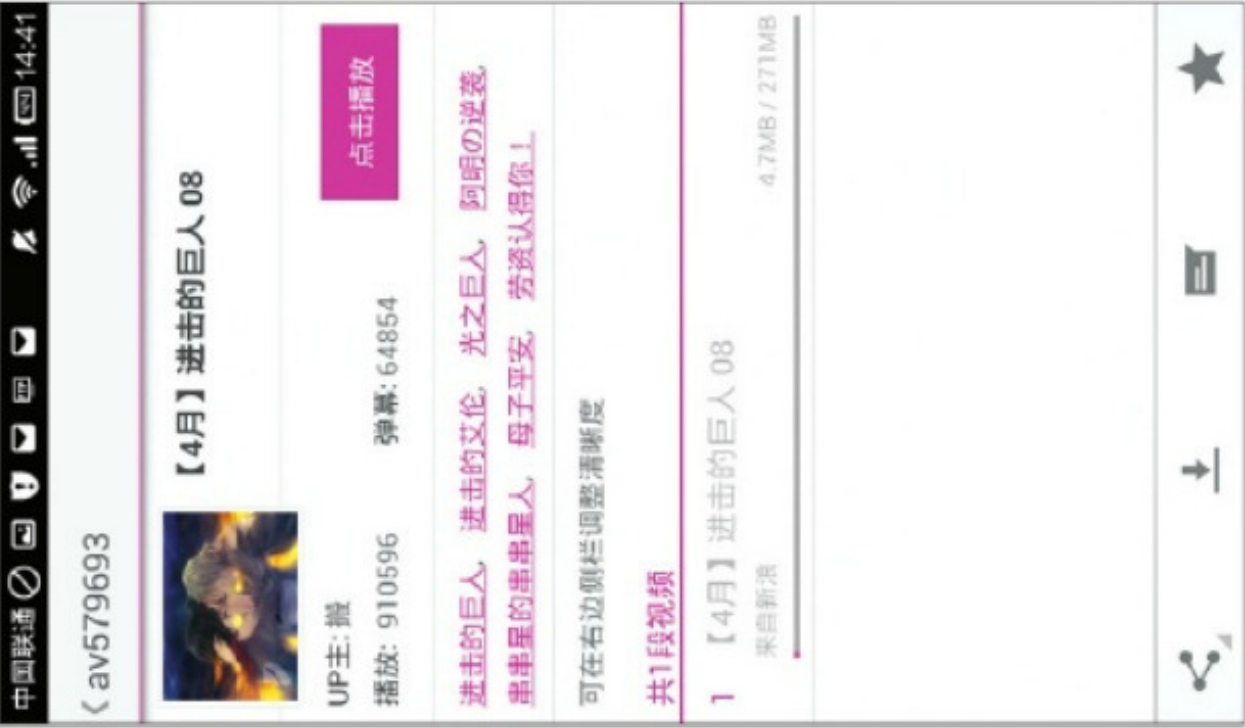 中国联通 14:41
av579693
【4月】进击的巨人 08
UP主: 搬
播放: 910596 弹幕: 64854
点击播放
进击的巨人, 进击的艾伦, 光之巨人, 阿明の逆袭,
串串星的串串星人, 母子平安, 劳资认得你！
可在右边侧栏调整清晰度
共1段视频
1 【4月】进击的巨人 08
来自新浪 4.7MB / 271MB